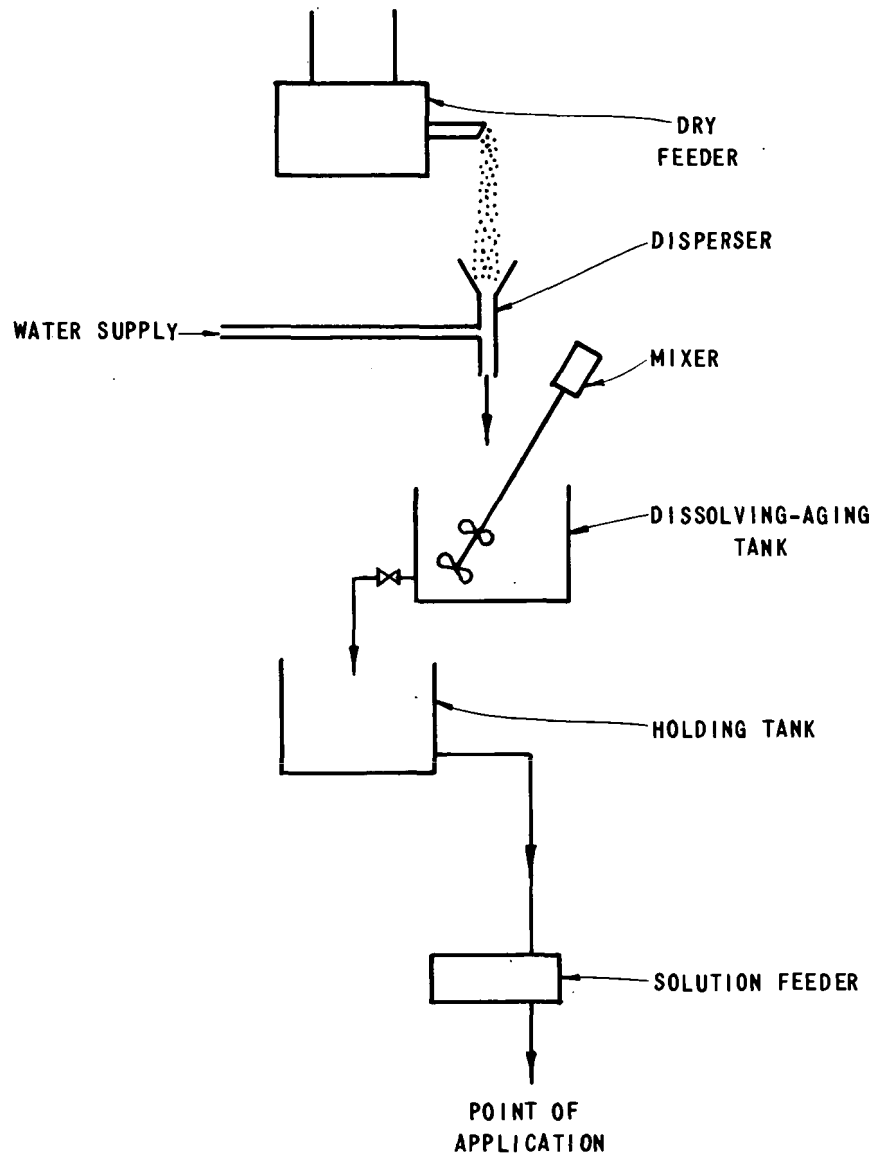 DRY
FEEDER
DISPERSER
WATER SUPPLY
MIXER
DISSOLVING-AGING
TANK
HOLDING TANK
SOLUTION FEEDER
POINT OF
APPLICATION